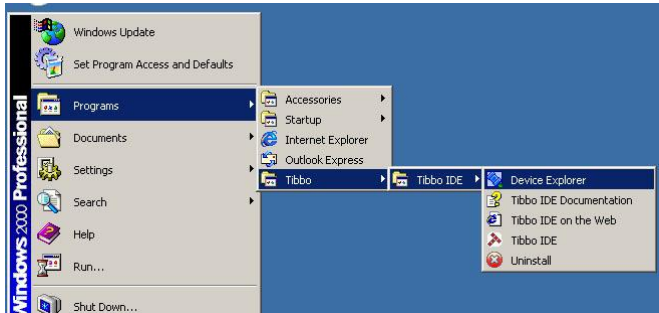 Windows 2000 Professional
Windows Update
Set Program Access and Defaults
Programs
Documents
Settings
Search
Help
Run...
Shut Down...
Accessories
Startup
Internet Explorer
Outlook Express
Tibbo
Tibbo IDE
Device Explorer
Tibbo IDE Documentation
Tibbo IDE on the Web
Tibbo IDE
Uninstall